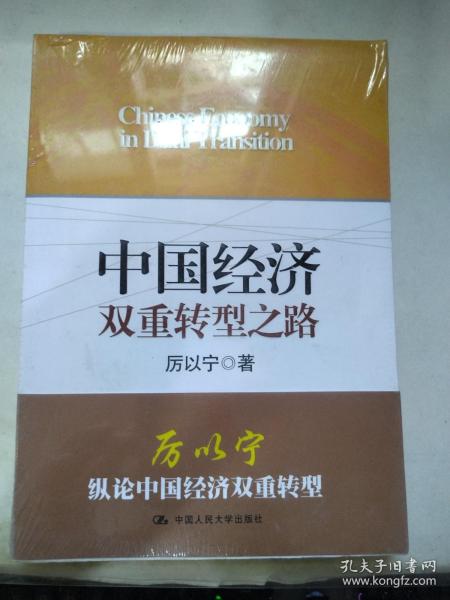 Chinese Economy
in Dual Transition
中国经济
双重转型之路
厉以宁◎著
厉以宁
纵论中国经济双重转型
中国人民大学出版社
孔夫子旧书网
www.kongfz.com